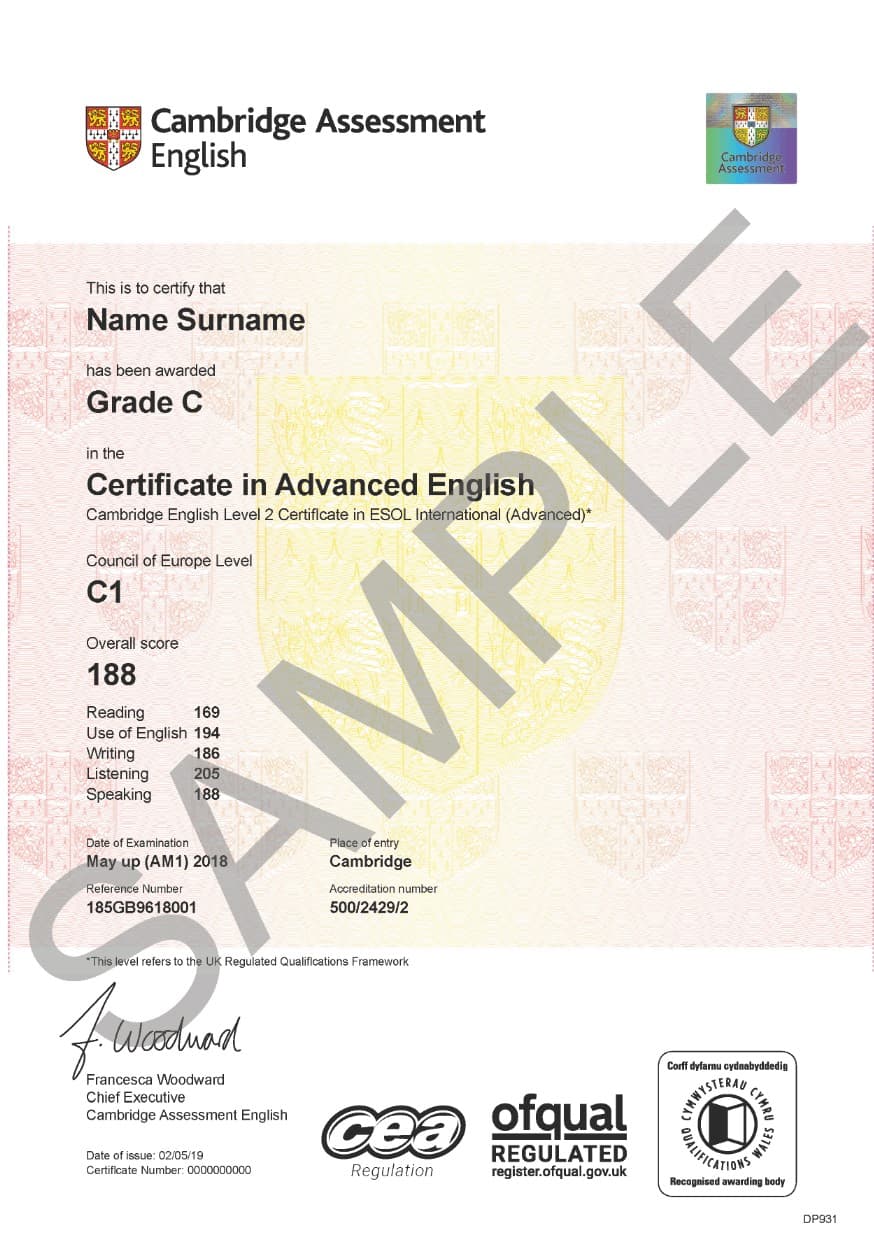 Cambridge Assessment
English
Cambridge
Assessment
This is to certify that
Name Surname
has been awarded
Grade C
in the
Certificate in Advanced English
Cambridge English Level 2 Certificate in ESOL International (Advanced)*
Council of Europe Level
C1
Overall score
188
Reading 169
Use of English 194
Writing 186
Listening 205
Speaking 188
Date of Examination Place of entry
May up (AM1) 2018 Cambridge
Reference Number Accreditation number
185GB9618001 500/2429/2
*This level refers to the UK Regulated Qualifications Framework
SAMPLE
F. Woodward
Francesca Woodward
Chief Executive
Cambridge Assessment English
Date of issue: 02/05/19
Certificate Number: 0000000000
cea
Regulation
ofqual
REGULATED
register.ofqual.gov.uk
Corff dyfarnu cydnabyddedig
CYMWYSTERAU CYMRU
QUALIFICATIONS WALES
Recognised awarding body
DP931